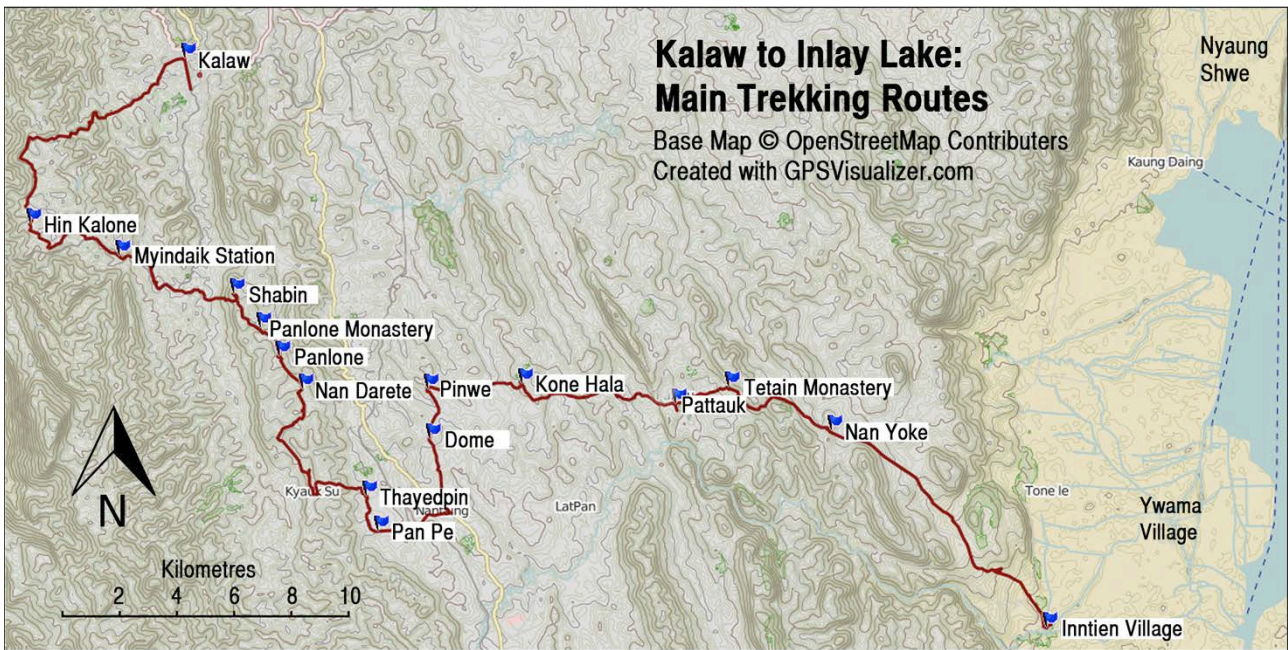 Kalaw to Inlay Lake:
Main Trekking Routes
Base Map © OpenStreetMap Contributers
Created with GPSVisualizer.com
Nyaung
Shwe
Kalaw
Kaung Daing
Hin Kalone
Myindaik Station
Shabin
Panlone Monastery
Panlone
Nan Darete
Pinwe
Kone Hala
Tetain Monastery
Pattauk
Nan Yoke
Dome
Kyauk Su
Thayedpin
Nantaing
Pan Pe
LatPan
Tone le
Ywama
Village
Inntien Village
N
Kilometres
2 4 6 8 10